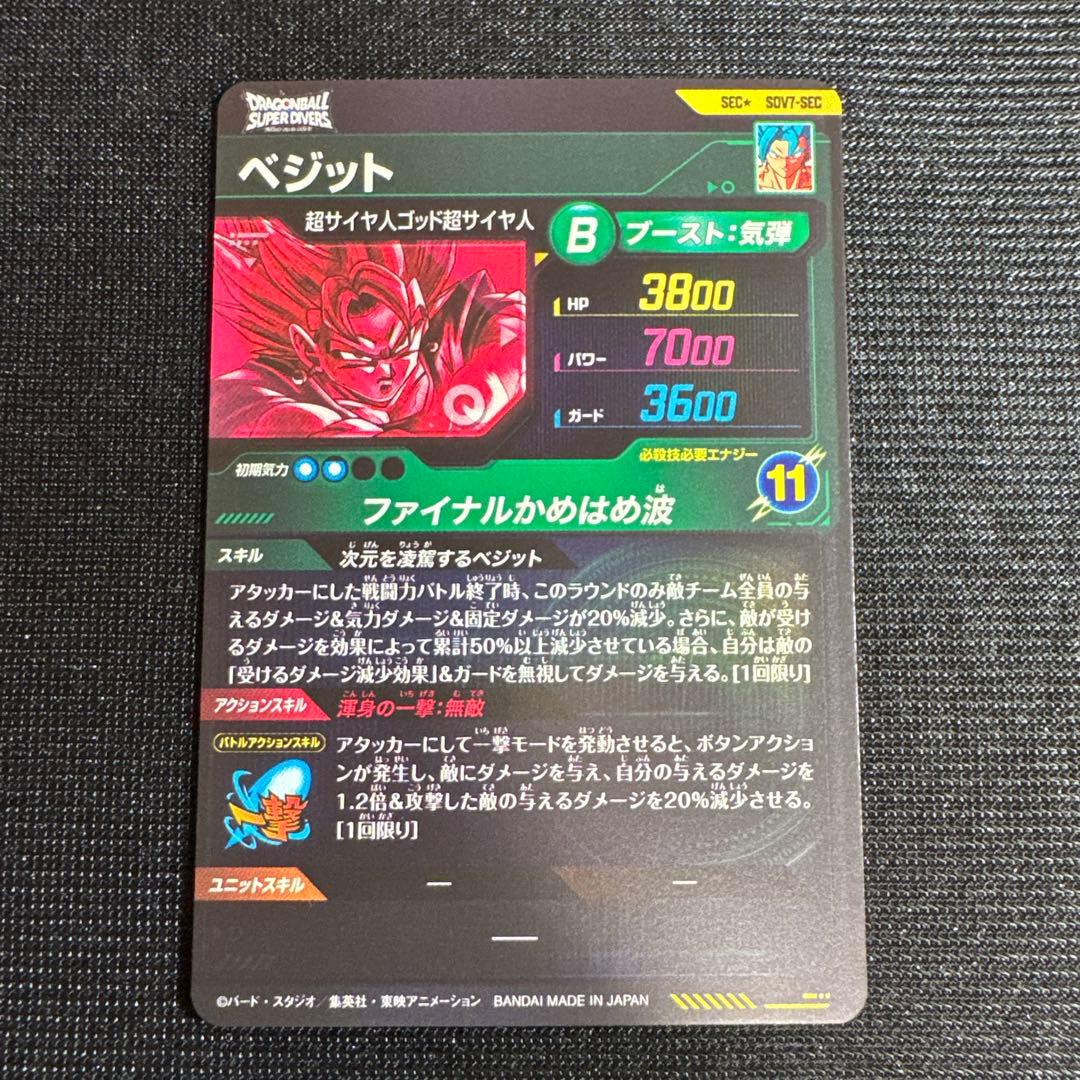 DRAGONBALL
SUPER DIVERS
SEC★ SDV7-SEC
ベジット
超サイヤ人ゴッド超サイヤ人
B ブースト:気弾
HP 3800
パワー 7000
ガード 3600
初期気力
必殺技必要エナジー
11
ファイナルかめはめ波
スキル 次元を凌駕するベジット
アタッカーにした戦闘力バトル終了時、このラウンドのみ敵チーム全員の与
えるダメージ&気力ダメージ&固定ダメージが20%減少。さらに、敵が受け
るダメージを効果によって累計50%以上減少させている場合、自分は敵の
「受けるダメージ減少効果」&ガードを無視してダメージを与える。[1回限り]
アクションスキル 渾身の一撃:無敵
バトルアクションスキル
一撃
アタッカーにして一撃モードを発動させると、ボタンアクショ
ンが発生し、敵にダメージを与え、自分の与えるダメージを
1.2倍&攻撃した敵の与えるダメージを20%減少させる。
[1回限り]
ユニットスキル ー ー
ー
©バード・スタジオ/集英社・東映アニメーション BANDAI MADE IN JAPAN